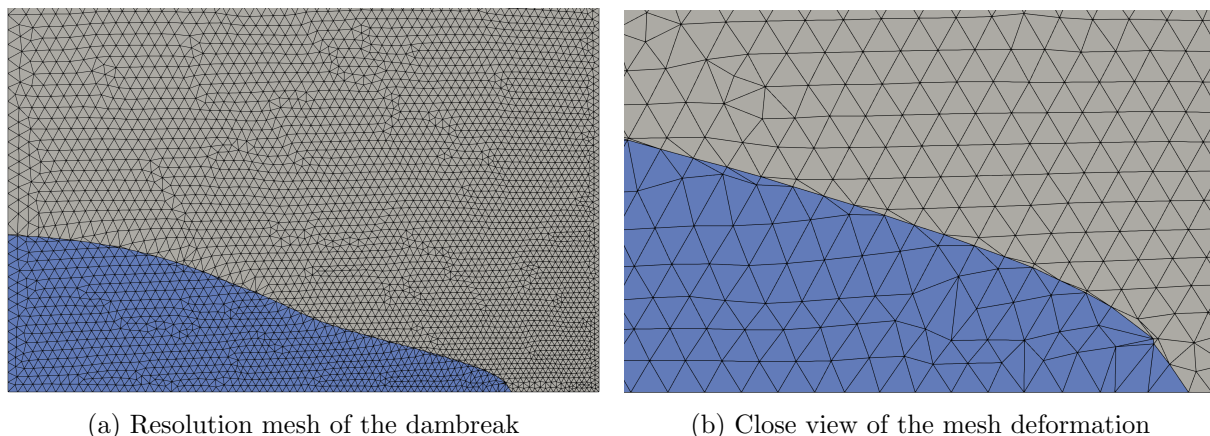 (a) Resolution mesh of the dambreak
(b) Close view of the mesh deformation